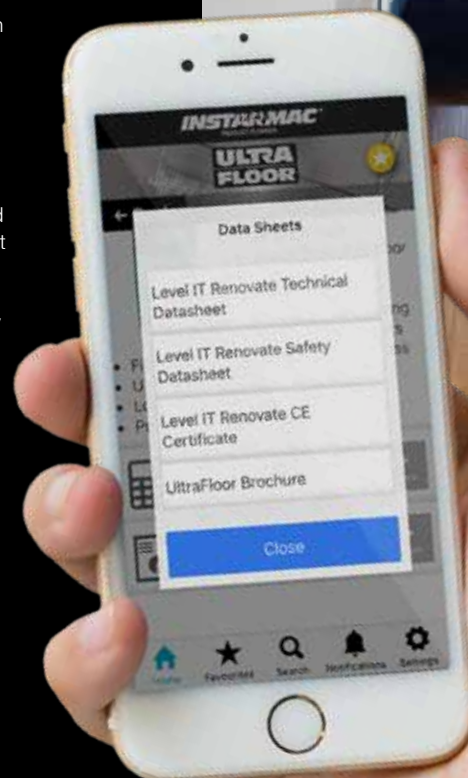 INSTARMAC
ULTRA
FLOOR
Data Sheets
Level IT Renovate Technical
Datasheet
Level IT Renovate Safety
Datasheet
Level IT Renovate CE
Certificate
UltraFloor Brochure
Close
Home
Favourites
Search
Notifications
Settings